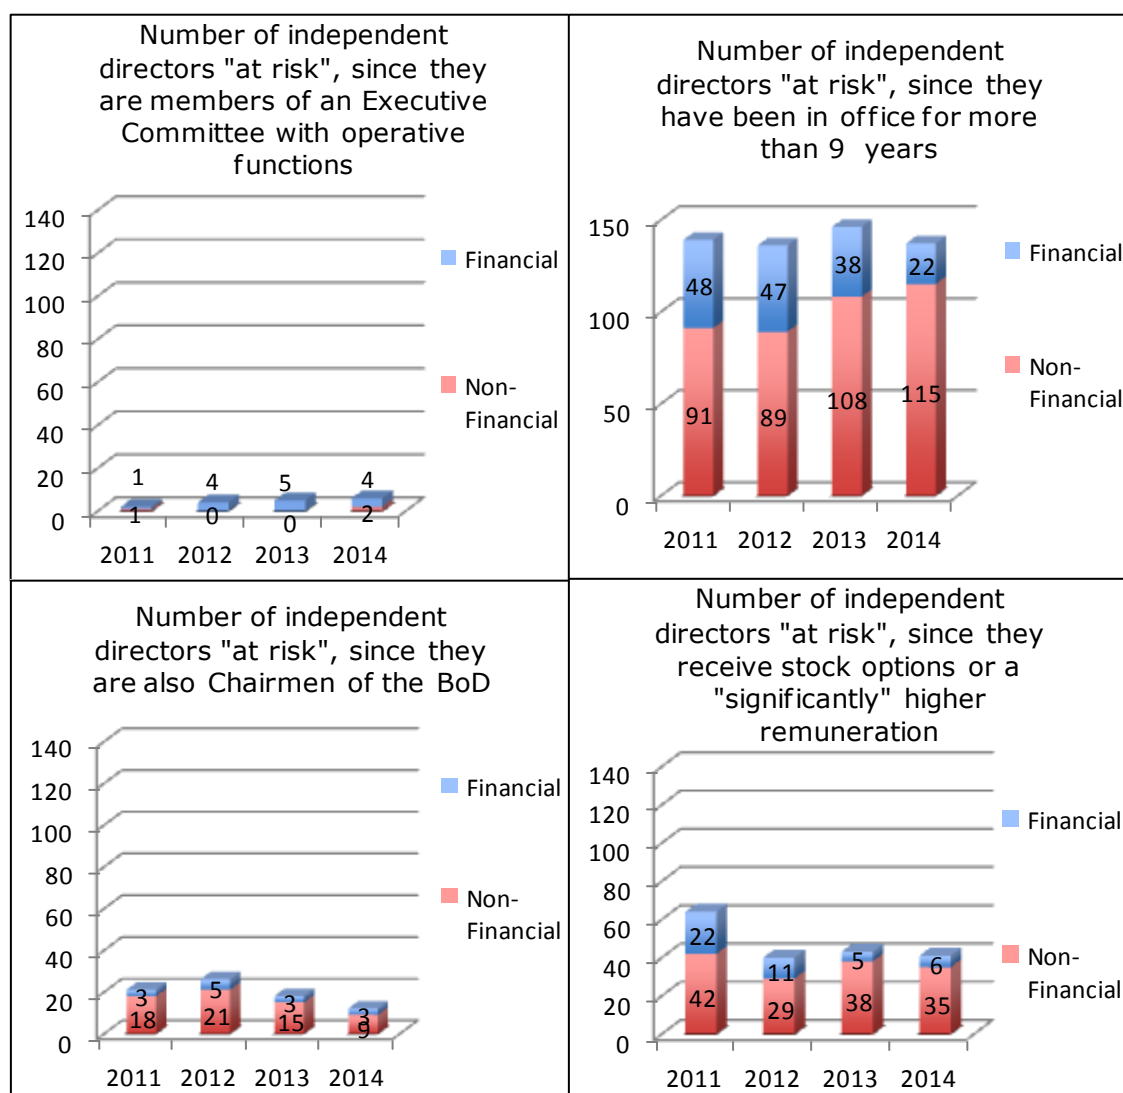 Number of independent
directors "at risk", since they
are members of an Executive
Committee with operative
functions
140
120
100
80
60
40
20
0
1
4
5
4
1
0
0
2
2011 2012 2013 2014
Financial
Non-
Financial
Number of independent
directors "at risk", since they
have been in office for more
than 9 years
150
100
50
0
48
47
38
22
91
89
108
115
2011 2012 2013 2014
Financial
Non-
Financial
Number of independent
directors "at risk", since they
are also Chairmen of the BoD
140
120
100
80
60
40
20
0
3
5
3
3
18
21
15
9
2011 2012 2013 2014
Financial
Non-
Financial
Number of independent
directors "at risk", since they
receive stock options or a
"significantly" higher
remuneration
140
120
100
80
60
40
20
0
22
11
5
6
42
29
38
35
2011 2012 2013 2014
Financial
Non-
Financial